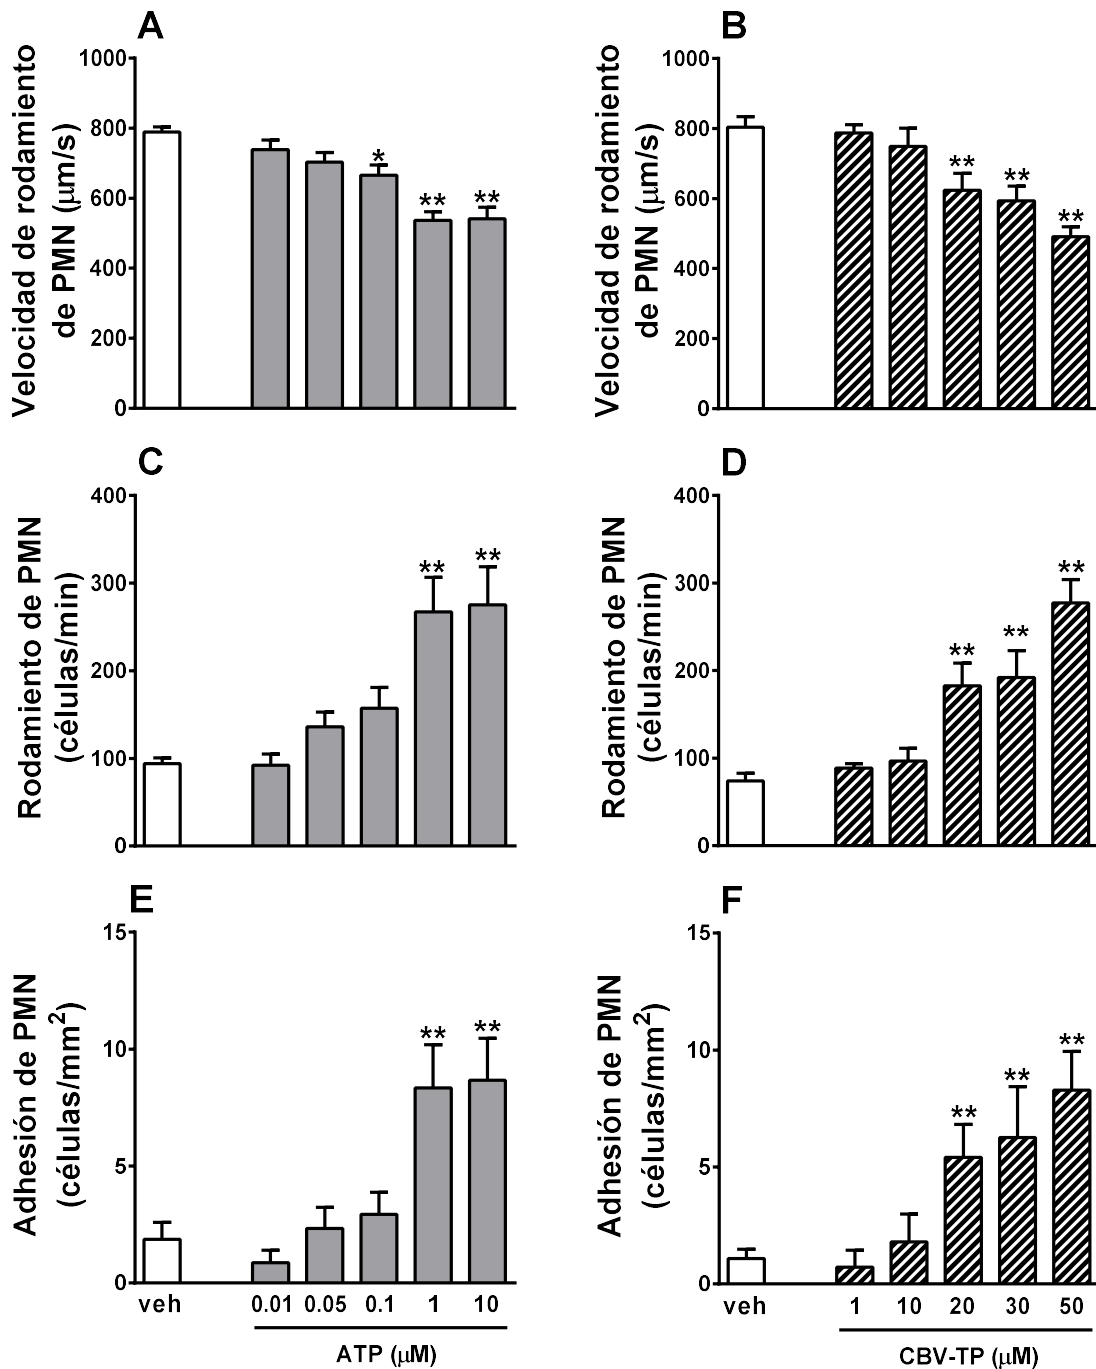 A
Velocidad de rodamiento
de PMN (μm/s)
1000
800
600
400
200
0
*
**
**
B
Velocidad de rodamiento
de PMN (μm/s)
1000
800
600
400
200
0
**
**
**
C
Rodamiento de PMN
(células/min)
400
300
200
100
0
**
**
D
Rodamiento de PMN
(células/min)
400
300
200
100
0
**
**
**
E
Adhesión de PMN
(células/mm²)
15
10
5
0
**
**
veh 0.01 0.05 0.1 1 10
ATP (μM)
F
Adhesión de PMN
(células/mm²)
15
10
5
0
**
**
**
veh 1 10 20 30 50
CBV-TP (μM)